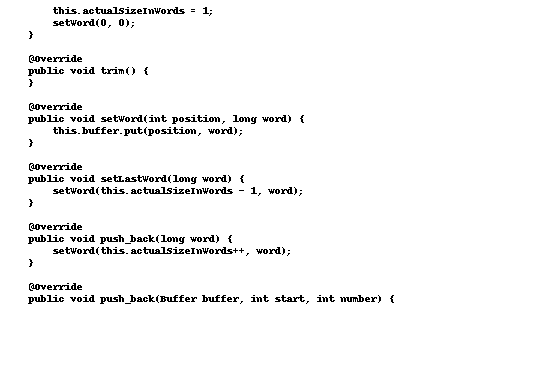 this.actualSizeInWords = 1;
setWord(0, 0);
}
@Override
public void trim() {
}
@Override
public void setWord(int position, long word) {
this.buffer.put(position, word);
}
@Override
public void setLastWord(long word) {
setWord(this.actualSizeInWords - 1, word);
}
@Override
public void push_back(long word) {
setWord(this.actualSizeInWords++, word);
}
@Override
public void push_back(Buffer buffer, int start, int number) {